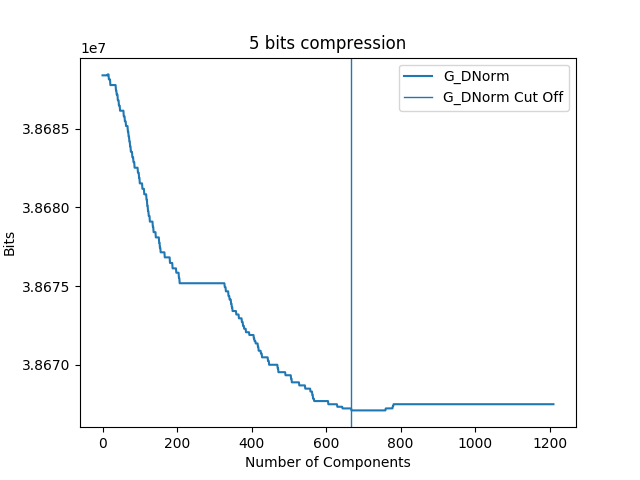 5 bits compression
1e7
G_DNorm
G_DNorm Cut Off
3.8685
3.8680
3.8675
3.8670
Bits
0 200 400 600 800 1000 1200
Number of Components